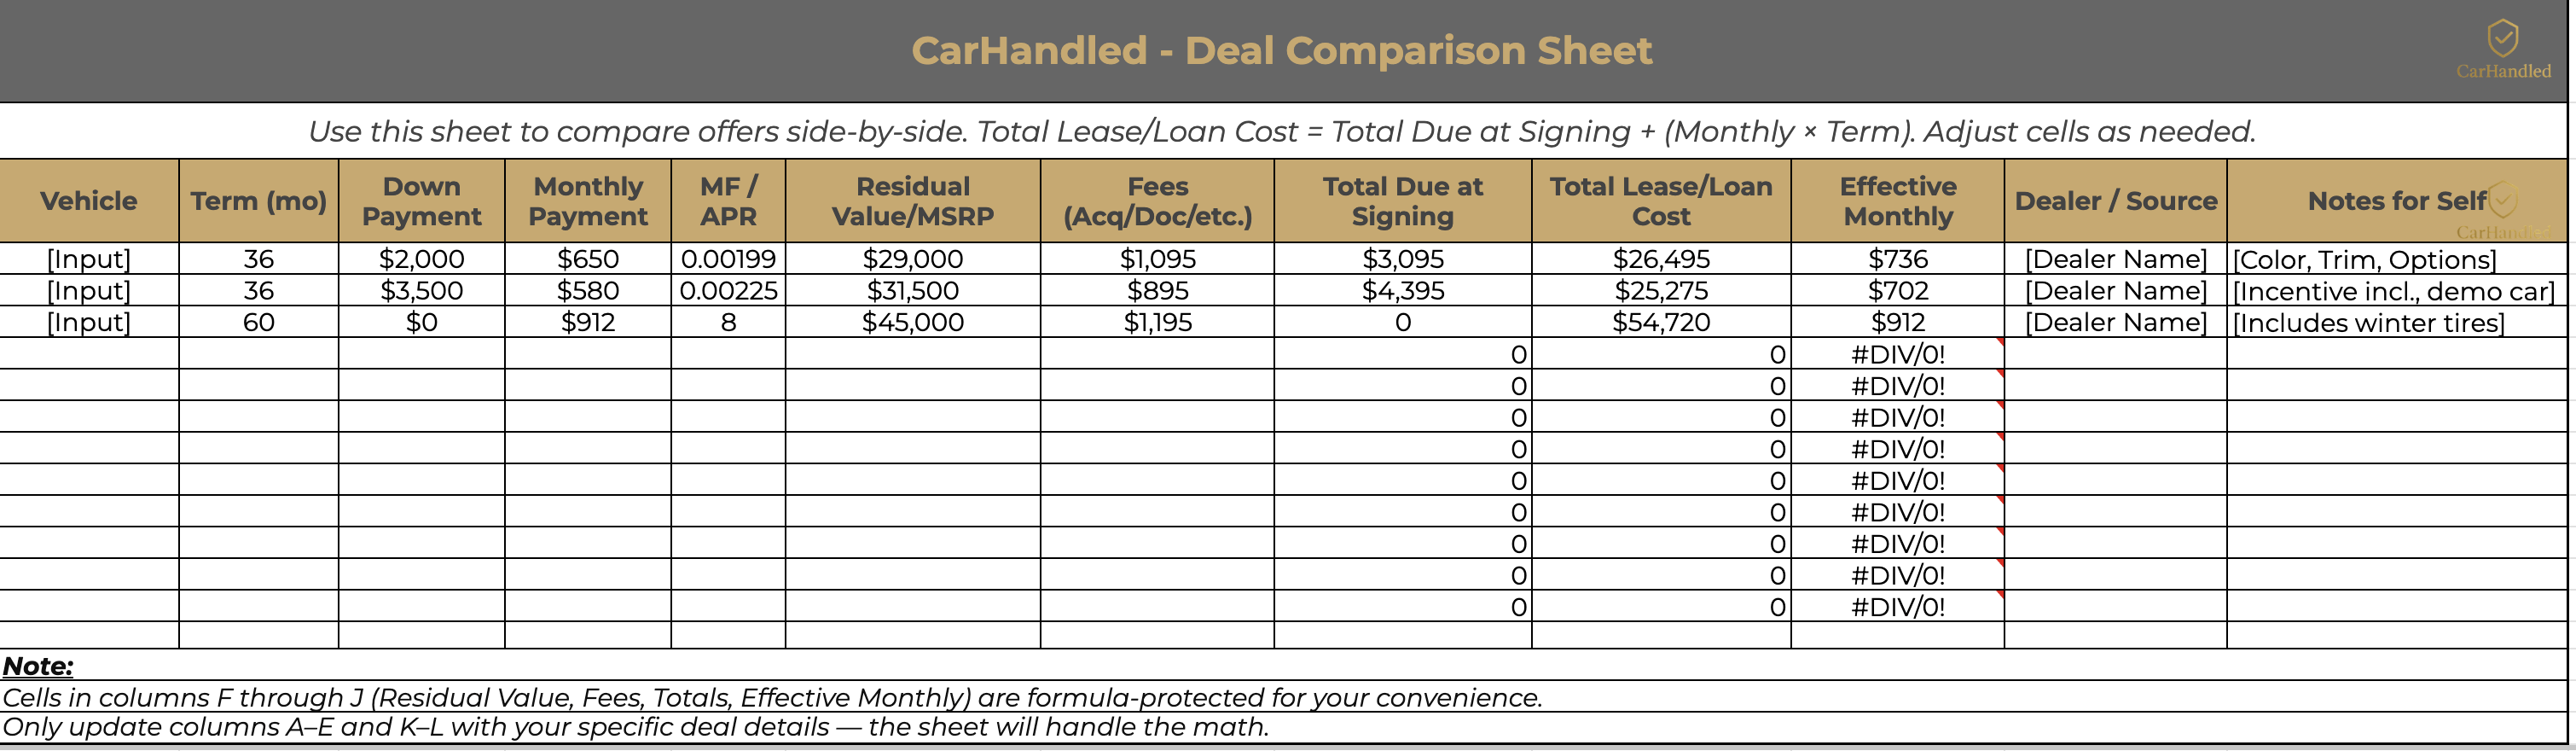 CarHandled - Deal Comparison Sheet
CarHandled
Use this sheet to compare offers side-by-side. Total Lease/Loan Cost = Total Due at Signing + (Monthly × Term). Adjust cells as needed.
Vehicle Term (mo) Down Payment Monthly Payment MF / APR Residual Value/MSRP Fees (Acq/Doc/etc.) Total Due at Signing Total Lease/Loan Cost Effective Monthly Dealer / Source Notes for Self
CarHandled
[Input] 36 $2,000 $650 0.00199 $29,000 $1,095 $3,095 $26,495 $736 [Dealer Name] [Color, Trim, Options]
[Input] 36 $3,500 $580 0.00225 $31,500 $895 $4,395 $25,275 $702 [Dealer Name] [Incentive incl., demo car]
[Input] 60 $0 $912 8 $45,000 $1,195 0 $54,720 $912 [Dealer Name] [Includes winter tires]
0 0 #DIV/0!
0 0 #DIV/0!
0 0 #DIV/0!
0 0 #DIV/0!
0 0 #DIV/0!
0 0 #DIV/0!
0 0 #DIV/0!
0 0 #DIV/0!
0 0 #DIV/0!
Note:
Cells in columns F through J (Residual Value, Fees, Totals, Effective Monthly) are formula-protected for your convenience.
Only update columns A–E and K–L with your specific deal details — the sheet will handle the math.